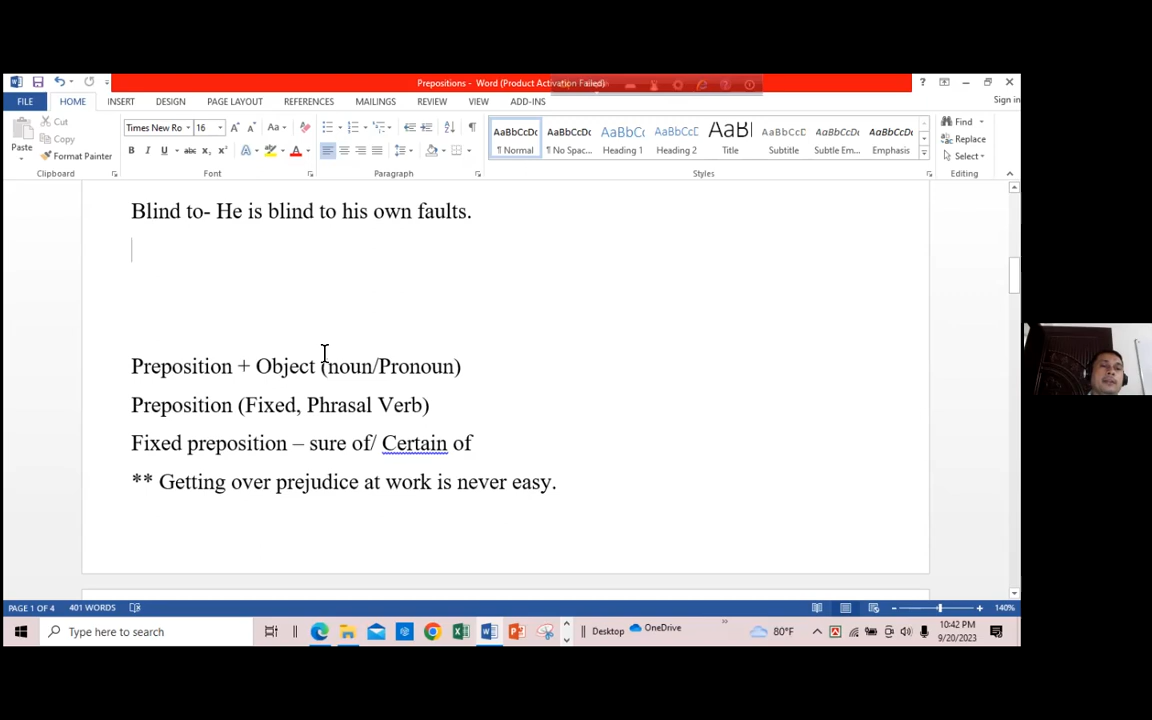 Prepositions - Word (Product Activation Failed)
Sign in
FILE HOME INSERT DESIGN PAGE LAYOUT REFERENCES MAILINGS REVIEW VIEW ADD-INS
Paste
Cut
Copy
Format Painter
Clipboard
Times New Ro 16
Font
Paragraph
AaBbCcDc AaBbCcDc AaBbC AaBbCcD AaBl AaBbCcD AaBbCcDc AaBbCcDc
¶ Normal ¶ No Spac... Heading 1 Heading 2 Title Subtitle Subtle Em... Emphasis
Styles
Find
Replace
Select
Editing
Blind to- He is blind to his own faults.
Preposition + Object (noun/Pronoun)
Preposition (Fixed, Phrasal Verb)
Fixed preposition – sure of/ Certain of
** Getting over prejudice at work is never easy.
PAGE 1 OF 4 401 WORDS 140%
Type here to search
Desktop OneDrive
80°F
10:42 PM
9/20/2023